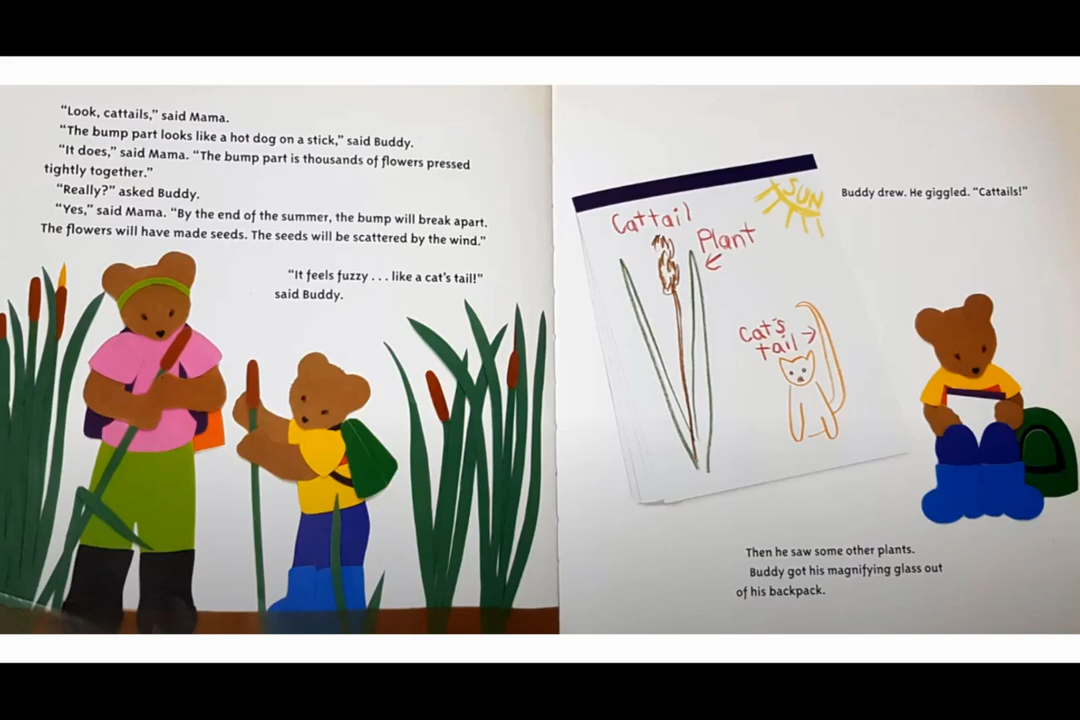 “Look, cattails,” said Mama.
“The bump part looks like a hot dog on a stick,” said Buddy.
“It does,” said Mama. “The bump part is thousands of flowers pressed
tightly together.”
“Really?” asked Buddy.
“Yes,” said Mama. “By the end of the summer, the bump will break apart.
The flowers will have made seeds. The seeds will be scattered by the wind.”
“It feels fuzzy . . . like a cat’s tail!”
said Buddy.
SUN
Cattail
Plant
Cat's
tail
Buddy drew. He giggled. “Cattails!”
Then he saw some other plants.
Buddy got his magnifying glass out
of his backpack.